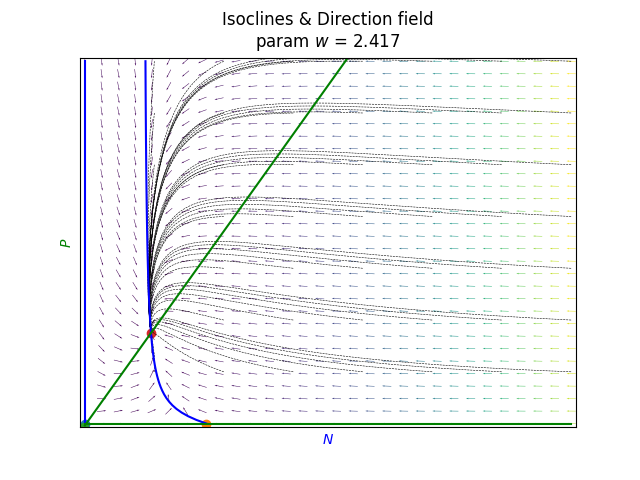 Isoclines & Direction field
param w = 2.417
P
N